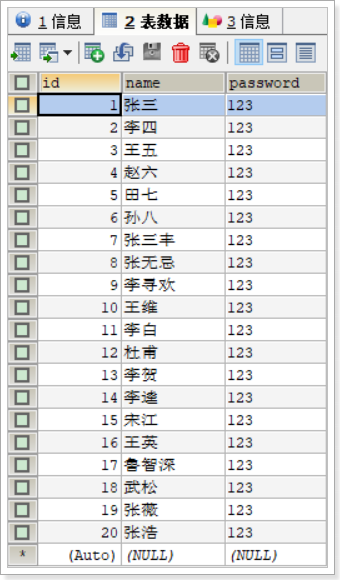 1 信息 2 表数据 3 信息
id name password
1 张三 123
2 李四 123
3 王五 123
4 赵六 123
5 田七 123
6 孙八 123
7 张三丰 123
8 张无忌 123
9 李寻欢 123
10 王维 123
11 李白 123
12 杜甫 123
13 李贺 123
14 李逵 123
15 宋江 123
16 王英 123
17 鲁智深 123
18 武松 123
19 张薇 123
20 张浩 123
* (Auto) (NULL) (NULL)